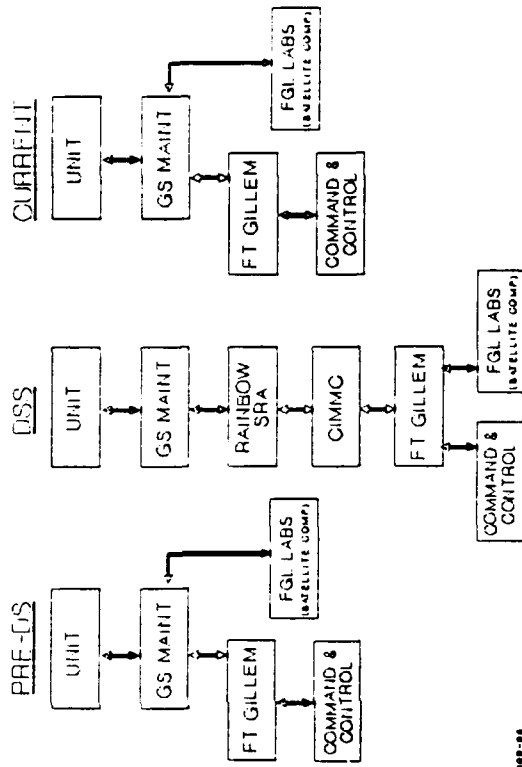 PRE-DS
UNIT
GS MAINT
FT GILLEM
COMMAND &
CONTROL
FGL LABS
(SATELLITE COMP)
DSS
UNIT
GS MAINT
RAINBOW
SRA
CIMMC
FT GILLEM
COMMAND &
CONTROL
FGL LABS
(SATELLITE COMP)
CURRENT
UNIT
GS MAINT
FT GILLEM
COMMAND &
CONTROL
FGL LABS
(SATELLITE COMP)